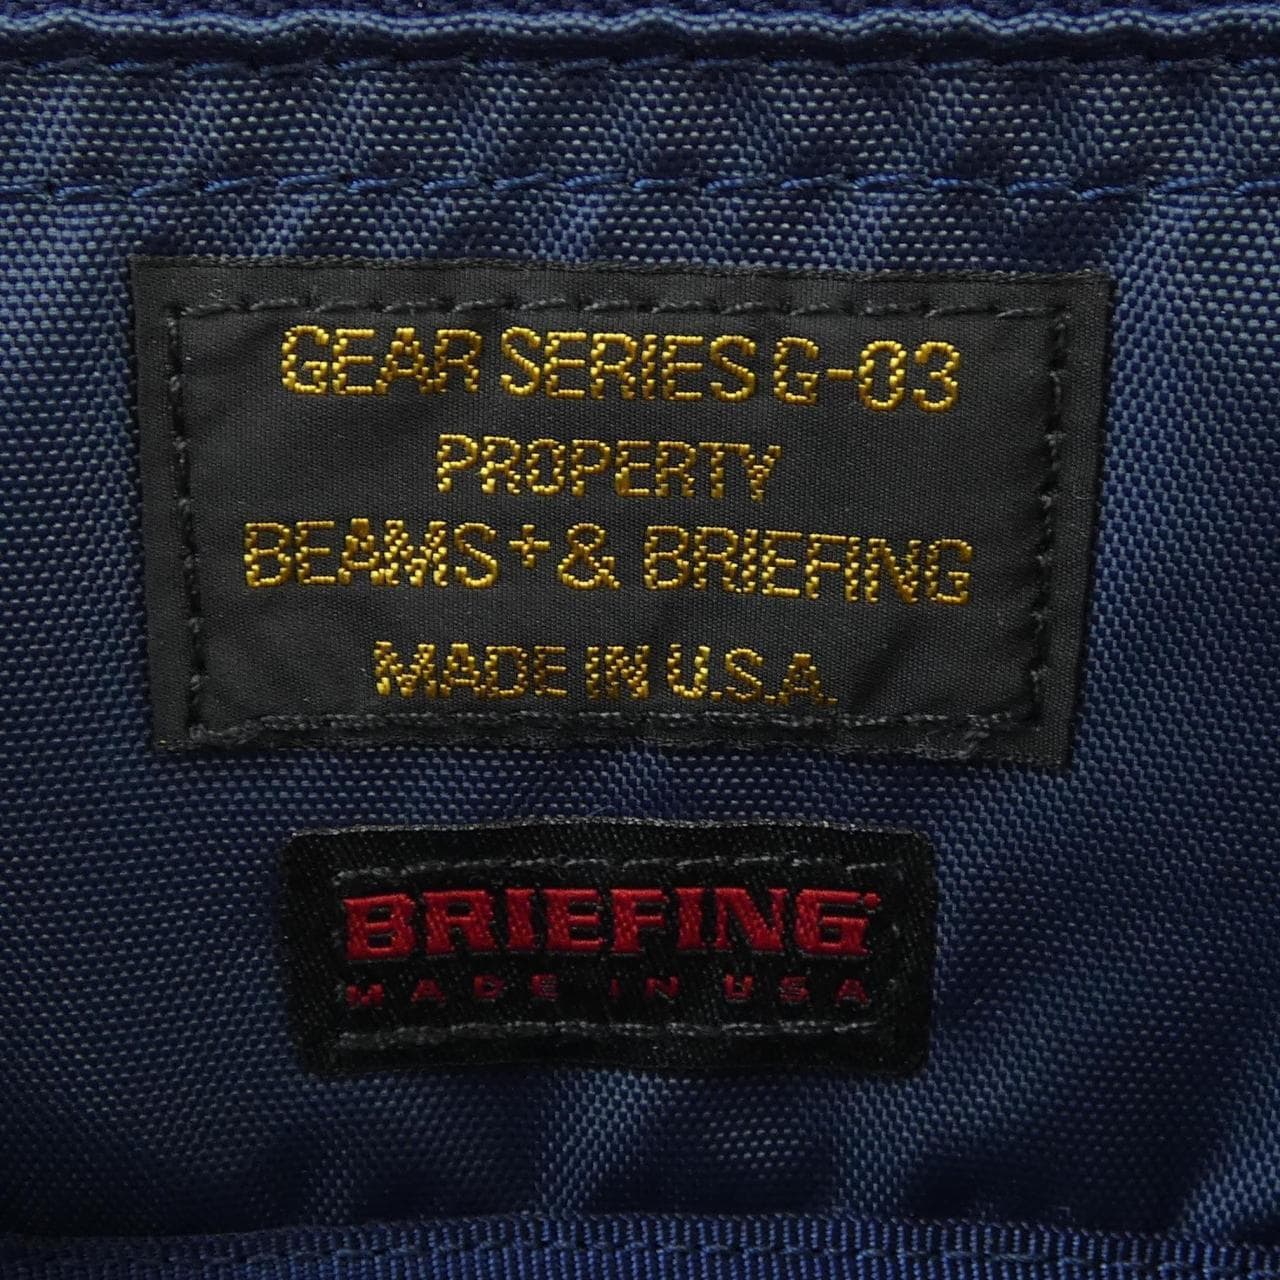 GEAR SERIES G-03
PROPERTY
BEAMS+ & BRIEFING
MADE IN U.S.A.
BRIEFING
MADE IN USA